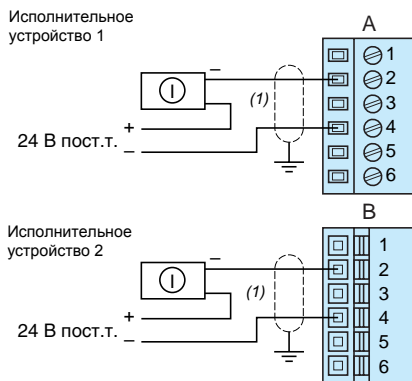 Исполнительное
устройство 1
A
1
–
2
(1)
3
+
4
24 В пост.т.
–
5
6
B
Исполнительное
устройство 2
1
–
2
(1)
3
+
4
24 В пост.т.
–
5
6